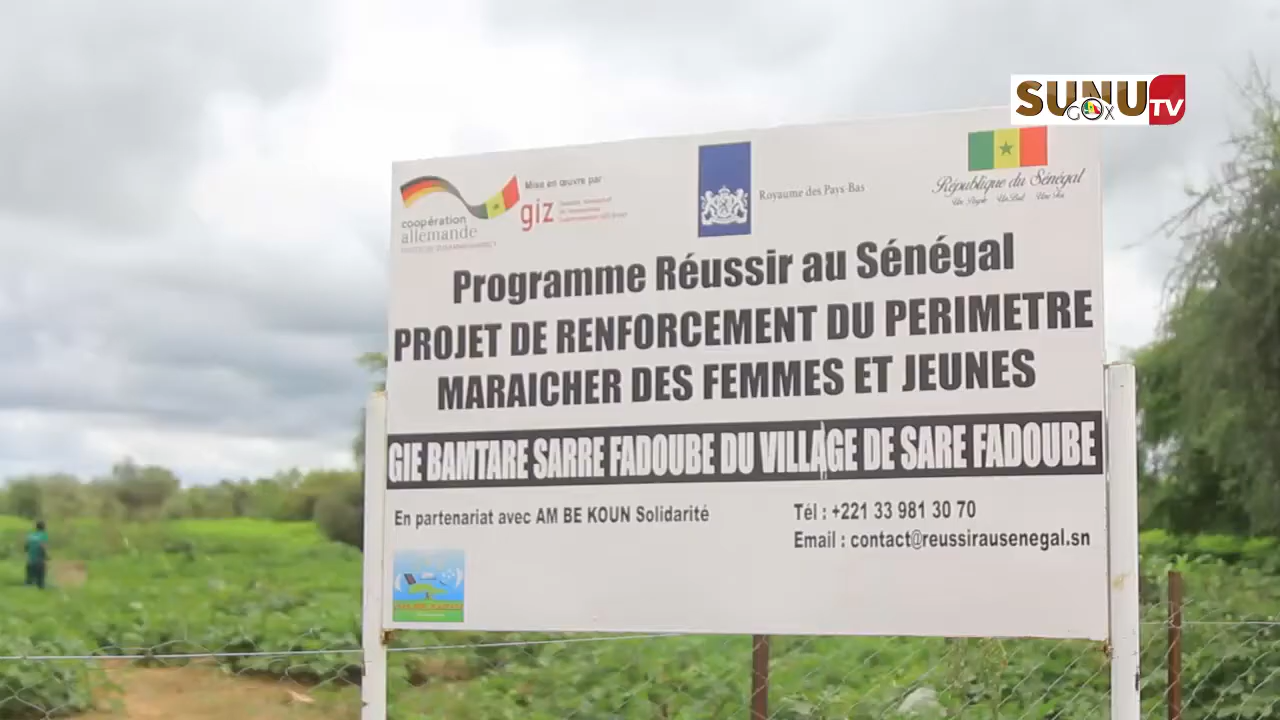 SUNU
GOX
TV
coopération
allemande
Mise en œuvre par
giz
Royaume des Pays-Bas
République du Sénégal
Un Peuple Un But Une Foi
Programme Réussir au Sénégal
PROJET DE RENFORCEMENT DU PERIMETRE
MARAICHER DES FEMMES ET JEUNES
GIE BAMTARE SARRE FADOUBE DU VILLAGE DE SARE FADOUBE
En partenariat avec AM BE KOUN Solidarité
Tél : +221 33 981 30 70
Email : contact@reussirausenegal.sn